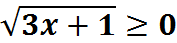 √(3x + 1) ≥ 0